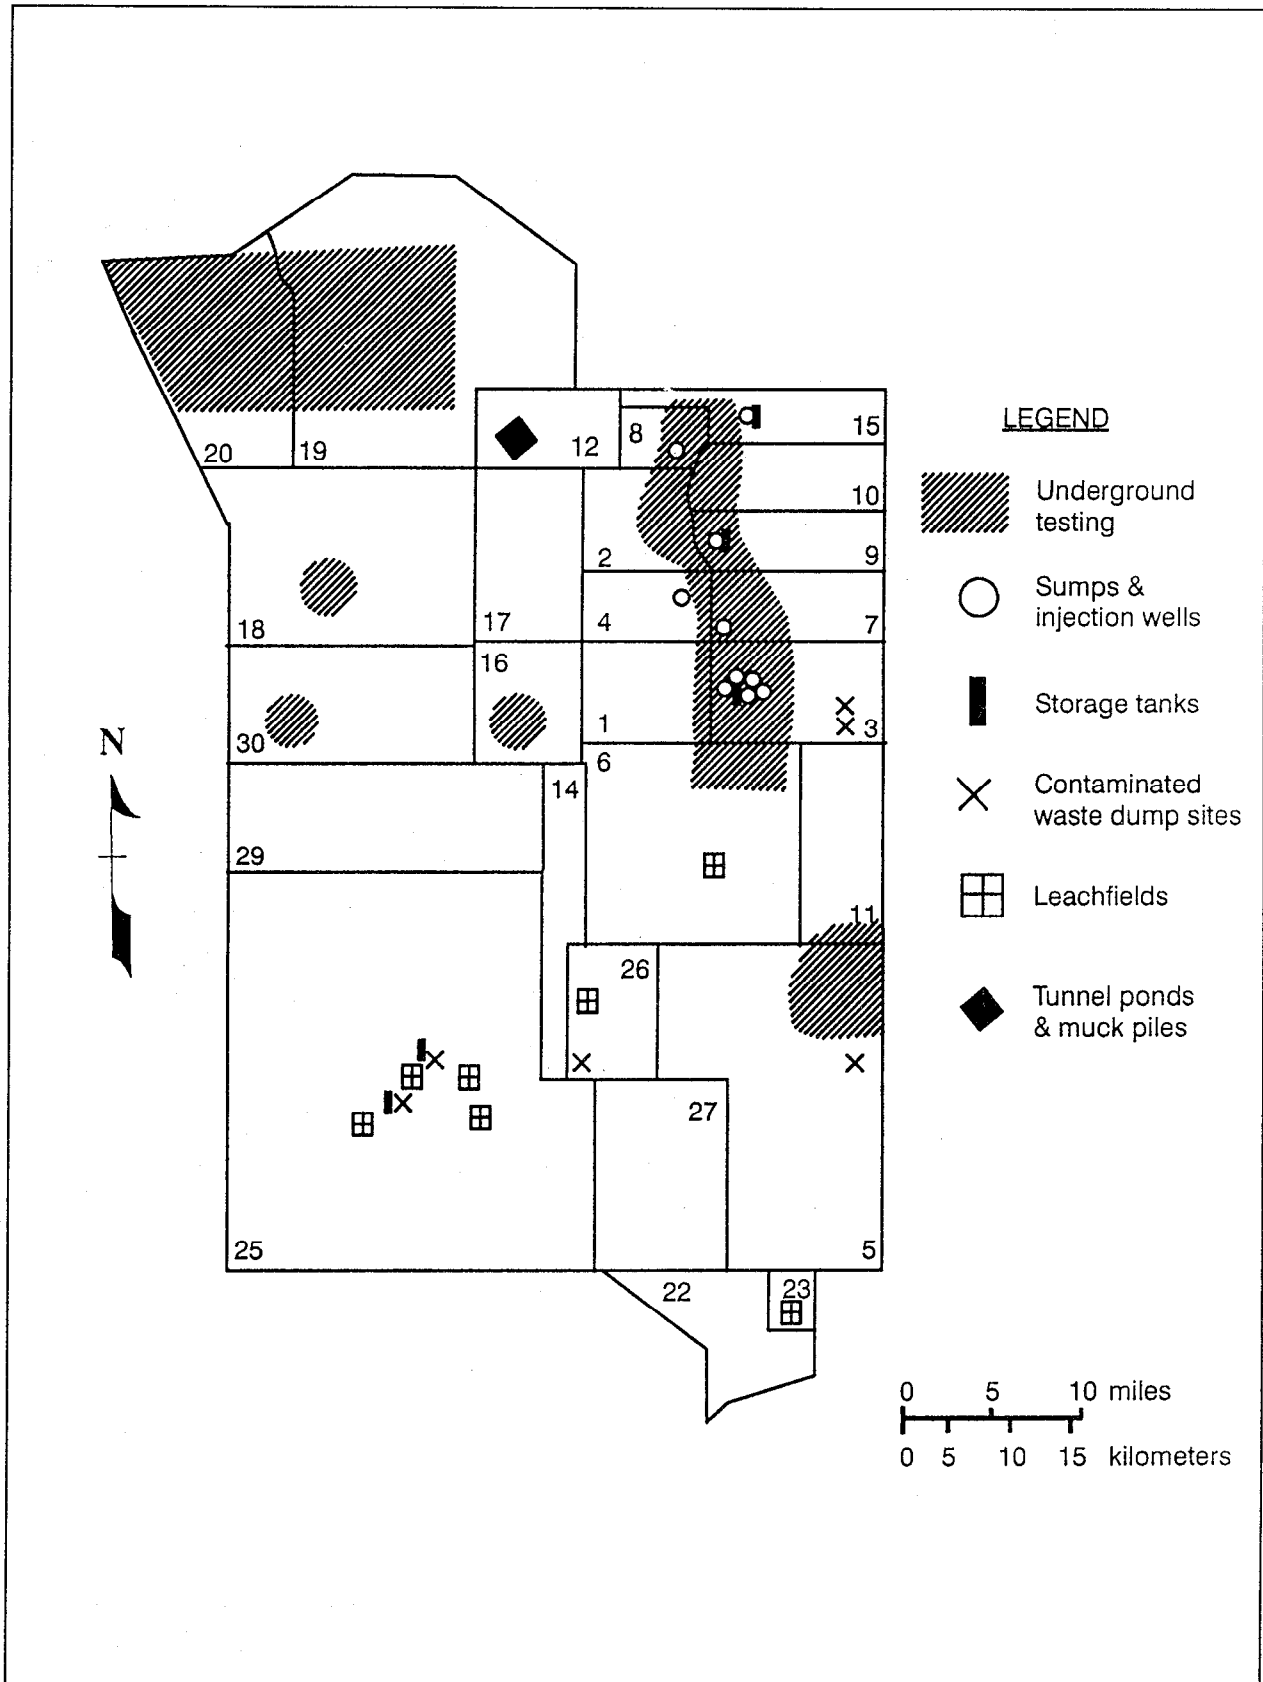 12
8
15
20
19
10
2
9
18
17
4
7
16
30
1
3
6
14
29
11
26
27
25
5
22
23
N
LEGEND
Underground
testing
Sumps &
injection wells
Storage tanks
Contaminated
waste dump sites
Leachfields
Tunnel ponds
& muck piles
0 5 10 miles
0 5 10 15 kilometers